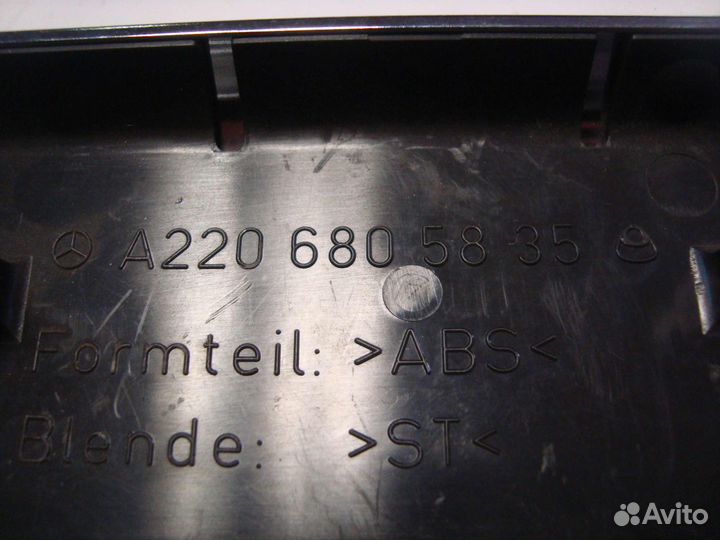 A220 680 58 35
Formteil: >ABS<
Blende: >ST<
Avito